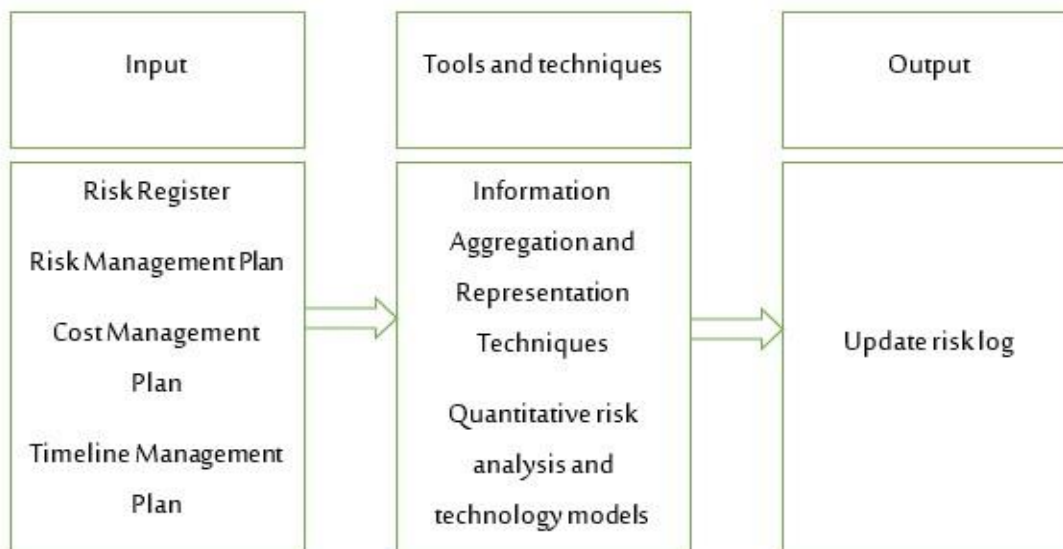 Input
Tools and techniques
Output
Risk Register
Risk Management Plan
Cost Management
Plan
Timeline Management
Plan
Information
Aggregation and
Representation
Techniques
Quantitative risk
analysis and
technology models
Update risk log